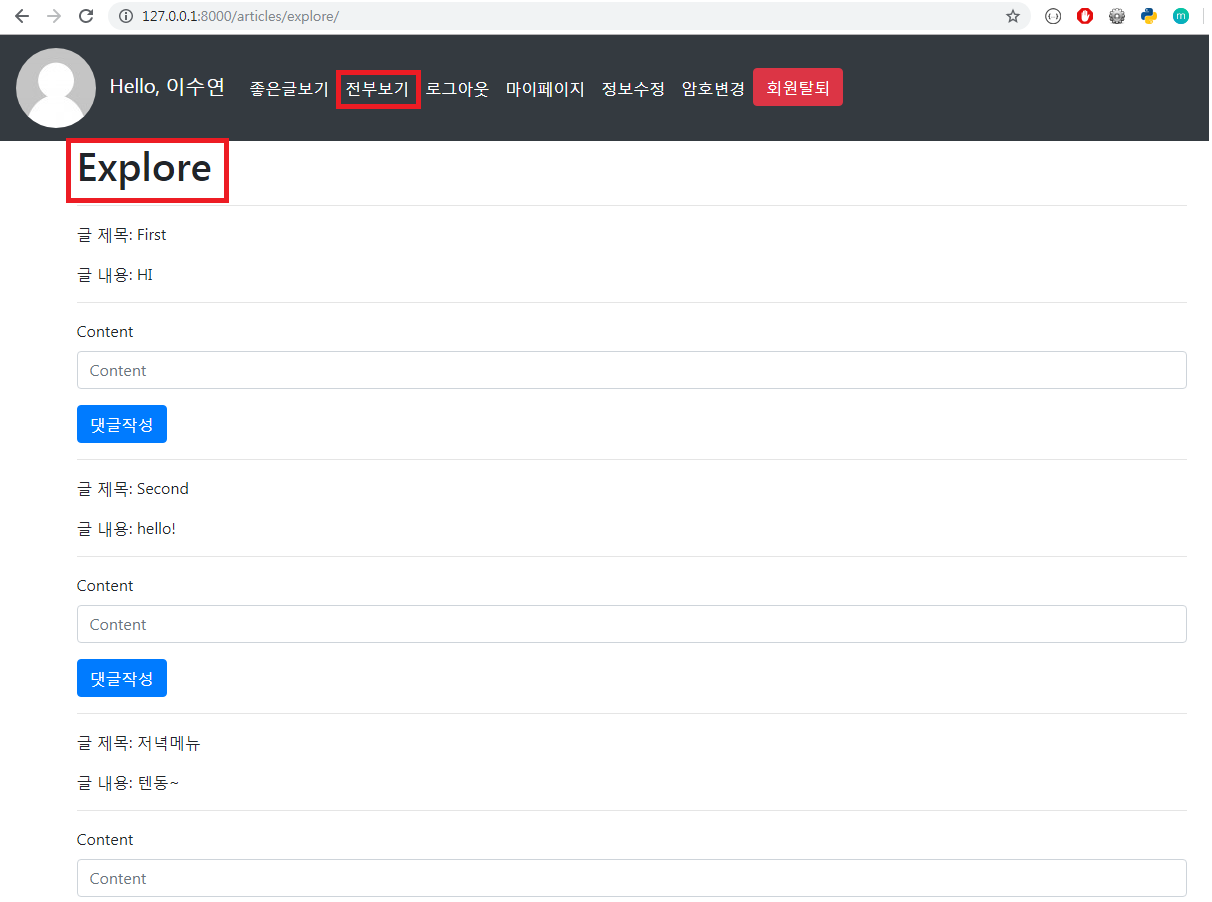 127.0.0.1:8000/articles/explore/
m
Hello, 이수연 좋은글보기 전부보기 로그아웃 마이페이지 정보수정 암호변경 회원탈퇴
Explore
글 제목: First
글 내용: HI
Content
Content
댓글작성
글 제목: Second
글 내용: hello!
Content
Content
댓글작성
글 제목: 저녁메뉴
글 내용: 텐동~
Content
Content